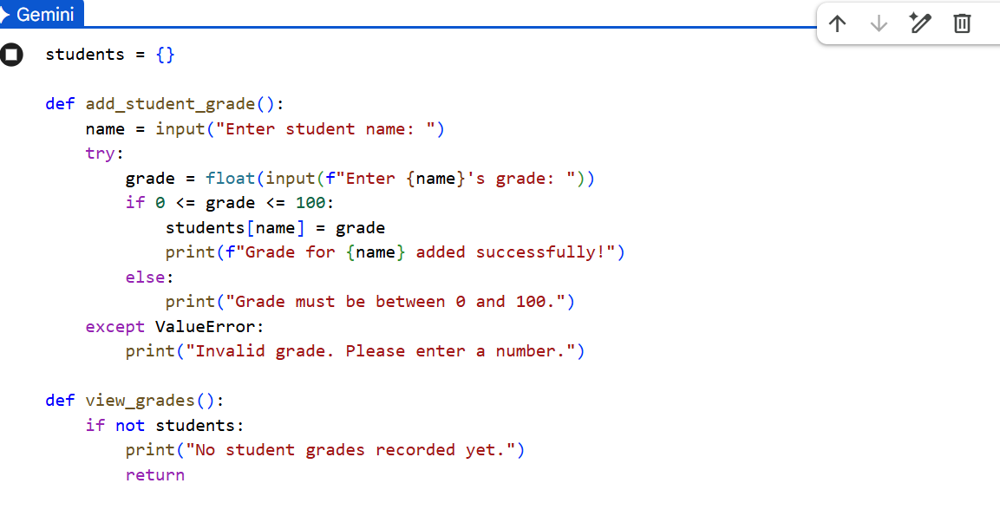 Gemini
students = {}
def add_student_grade():
    name = input("Enter student name: ")
    try:
        grade = float(input(f"Enter {name}'s grade: "))
        if 0 <= grade <= 100:
            students[name] = grade
            print(f"Grade for {name} added successfully!")
        else:
            print("Grade must be between 0 and 100.")
    except ValueError:
        print("Invalid grade. Please enter a number.")
def view_grades():
    if not students:
        print("No student grades recorded yet.")
        return